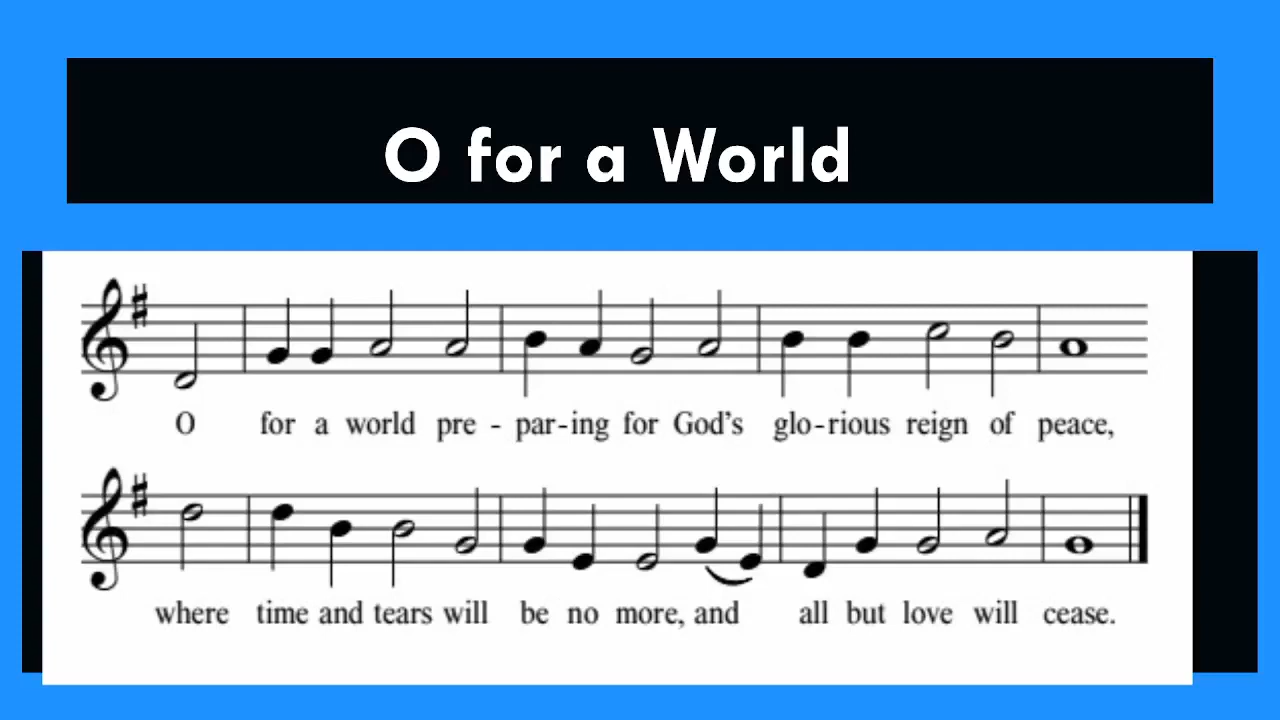 O for a World
O for a world pre - par-ing for God's glo-rious reign of peace,
where time and tears will be no more, and all but love will cease.